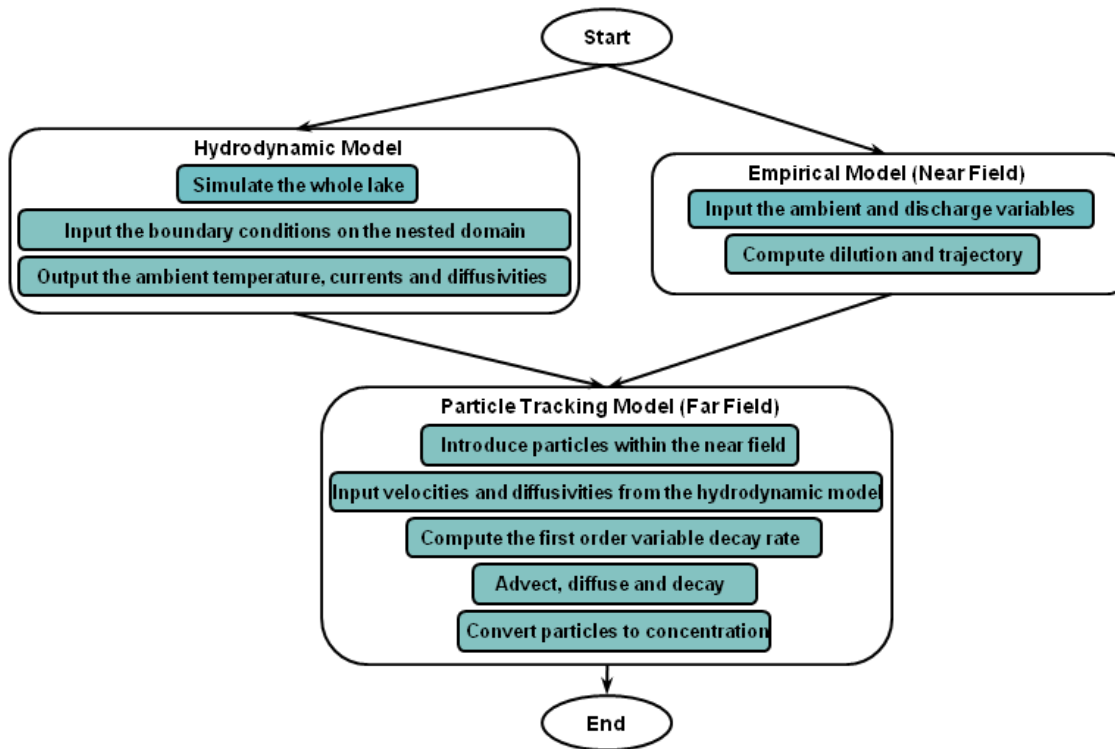 Start
Hydrodynamic Model
Simulate the whole lake
Input the boundary conditions on the nested domain
Output the ambient temperature, currents and diffusivities
Empirical Model (Near Field)
Input the ambient and discharge variables
Compute dilution and trajectory
Particle Tracking Model (Far Field)
Introduce particles within the near field
Input velocities and diffusivities from the hydrodynamic model
Compute the first order variable decay rate
Advect, diffuse and decay
Convert particles to concentration
End